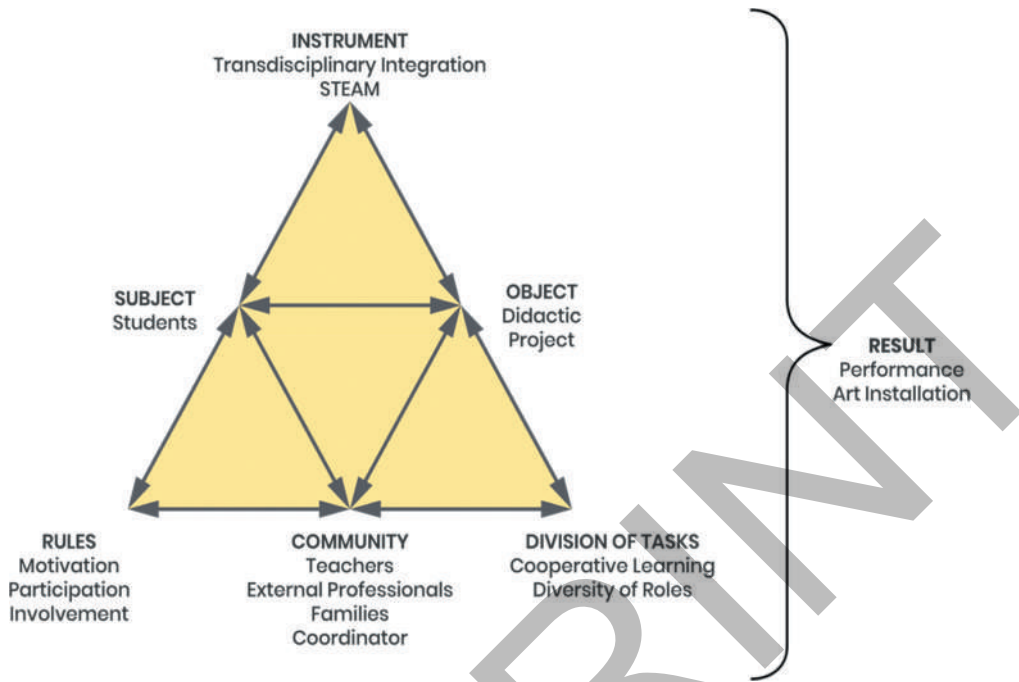 INSTRUMENT
Transdisciplinary Integration
STEAM
SUBJECT
Students
OBJECT
Didactic
Project
RESULT
Performance
Art Installation
RULES
Motivation
Participation
Involvement
COMMUNITY
Teachers
External Professionals
Families
Coordinator
DIVISION OF TASKS
Cooperative Learning
Diversity of Roles
RINT